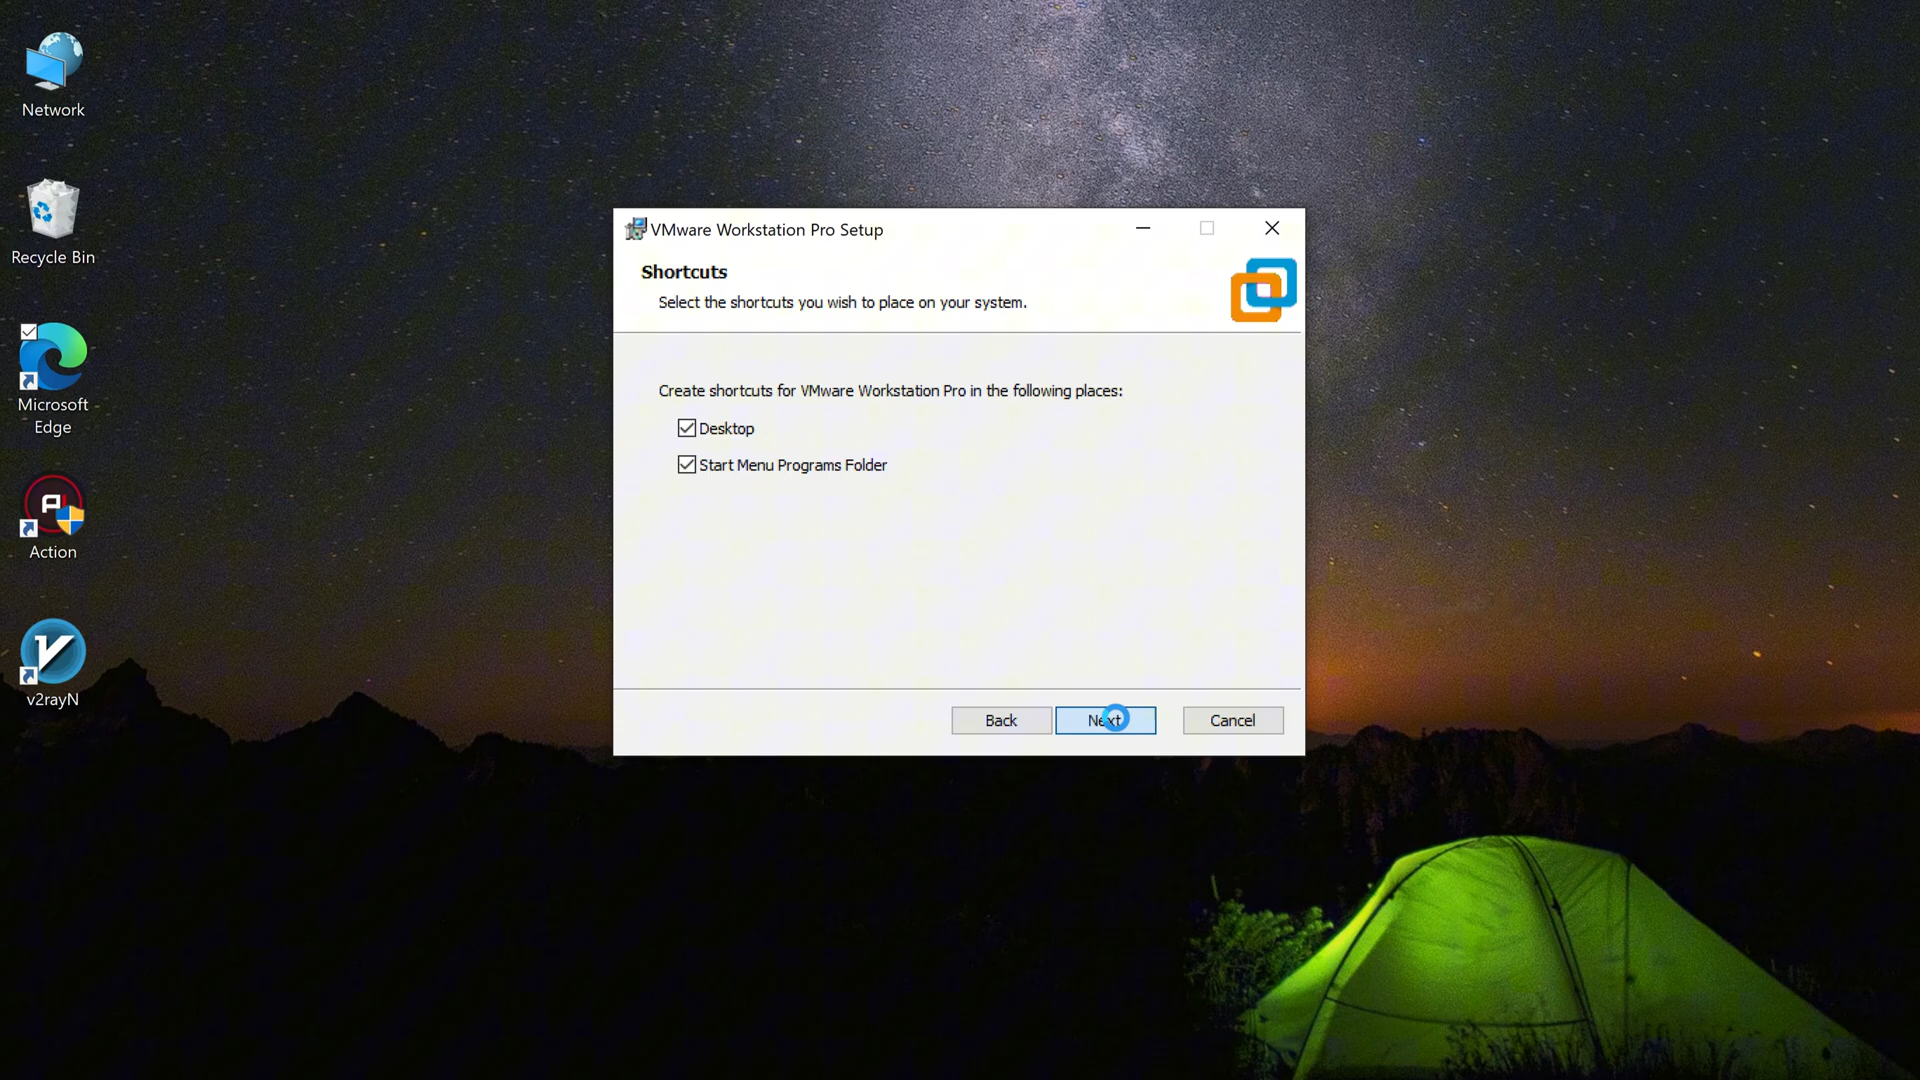 Network
Recycle Bin
Microsoft
Edge
Action
v2rayN
VMware Workstation Pro Setup
Shortcuts
Select the shortcuts you wish to place on your system.
Create shortcuts for VMware Workstation Pro in the following places:
Desktop
Start Menu Programs Folder
Back
Next
Cancel